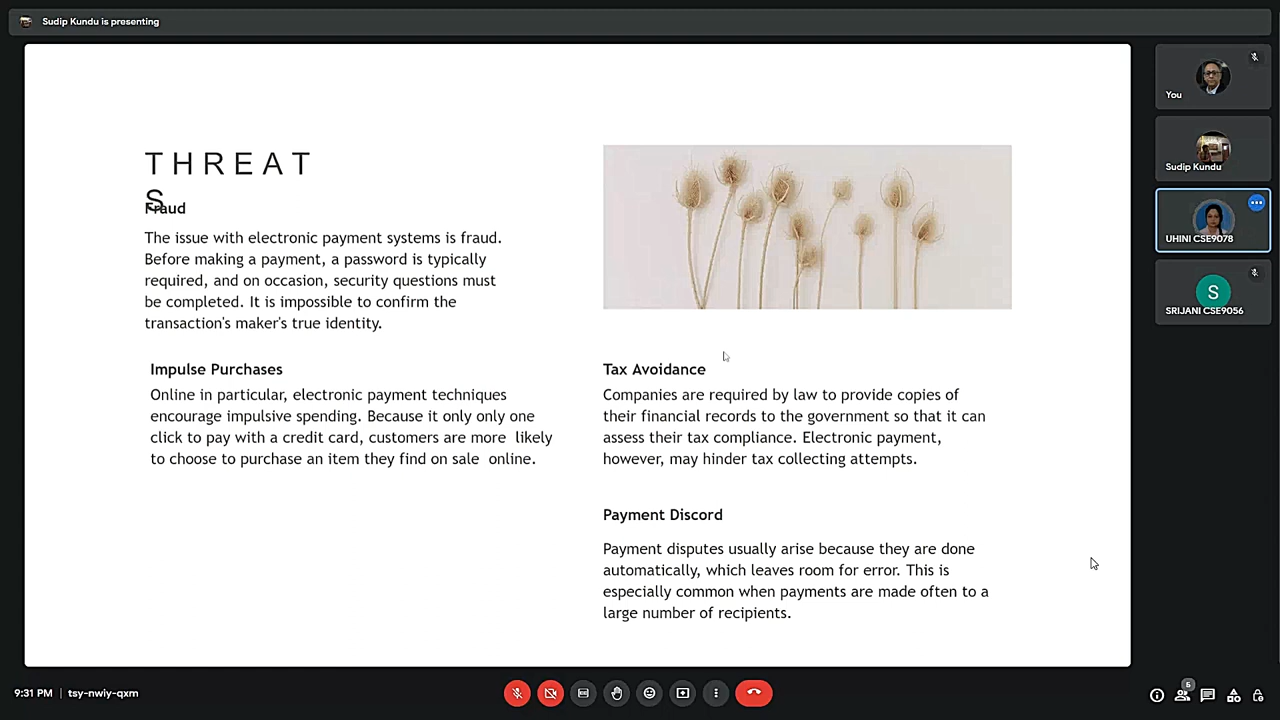 Sudip Kundu is presenting
THREAT
S
Fraud
The issue with electronic payment systems is fraud.
Before making a payment, a password is typically
required, and on occasion, security questions must
be completed. It is impossible to confirm the
transaction's maker's true identity.
Impulse Purchases
Online in particular, electronic payment techniques
encourage impulsive spending. Because it only only one
click to pay with a credit card, customers are more likely
to choose to purchase an item they find on sale online.
Tax Avoidance
Companies are required by law to provide copies of
their financial records to the government so that it can
assess their tax compliance. Electronic payment,
however, may hinder tax collecting attempts.
Payment Discord
Payment disputes usually arise because they are done
automatically, which leaves room for error. This is
especially common when payments are made often to a
large number of recipients.
You
Sudip Kundu
UHINI CSE9078
S
SRIJANI CSE9056
9:31 PM | tsy-nwiy-qxm
6